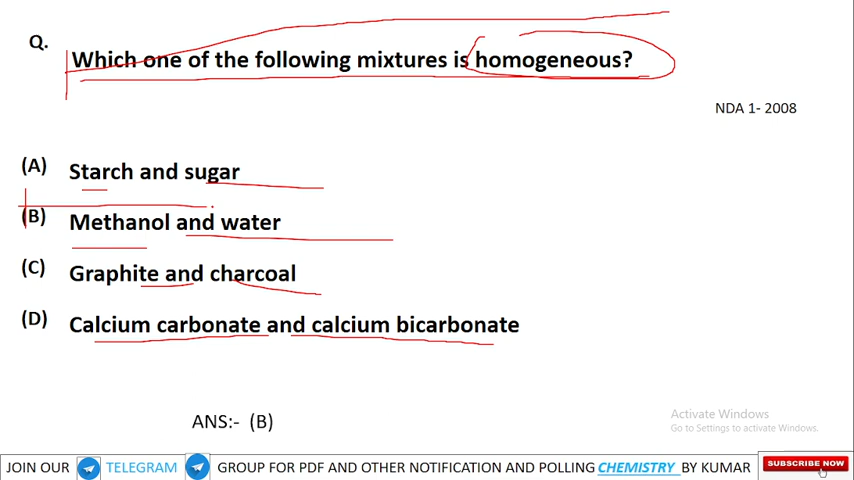 Q.
Which one of the following mixtures is homogeneous?
NDA 1- 2008
(A) Starch and sugar
(B) Methanol and water
(C) Graphite and charcoal
(D) Calcium carbonate and calcium bicarbonate
ANS:- (B)
Activate Windows
Go to Settings to activate Windows.
JOIN OUR TELEGRAM GROUP FOR PDF AND OTHER NOTIFICATION AND POLLING CHEMISTRY BY KUMAR SUBSCRIBE NOW